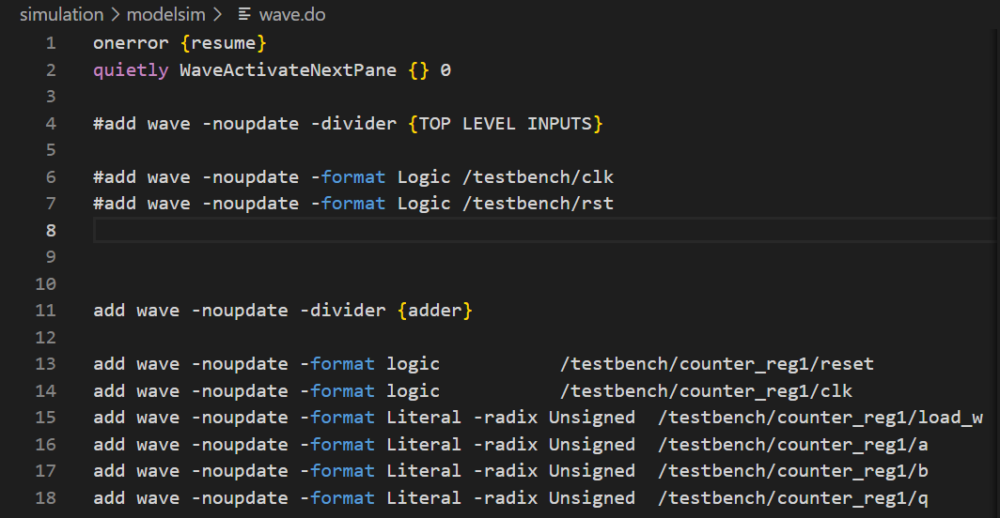 simulation > modelsim > wave.do
1 onerror {resume}
2 quietly WaveActivateNextPane {} 0
3
4 #add wave -noupdate -divider {TOP LEVEL INPUTS}
5
6 #add wave -noupdate -format Logic /testbench/clk
7 #add wave -noupdate -format Logic /testbench/rst
8
9
10
11 add wave -noupdate -divider {adder}
12
13 add wave -noupdate -format logic           /testbench/counter_reg1/reset
14 add wave -noupdate -format logic           /testbench/counter_reg1/clk
15 add wave -noupdate -format Literal -radix Unsigned  /testbench/counter_reg1/load_w
16 add wave -noupdate -format Literal -radix Unsigned  /testbench/counter_reg1/a
17 add wave -noupdate -format Literal -radix Unsigned  /testbench/counter_reg1/b
18 add wave -noupdate -format Literal -radix Unsigned  /testbench/counter_reg1/q